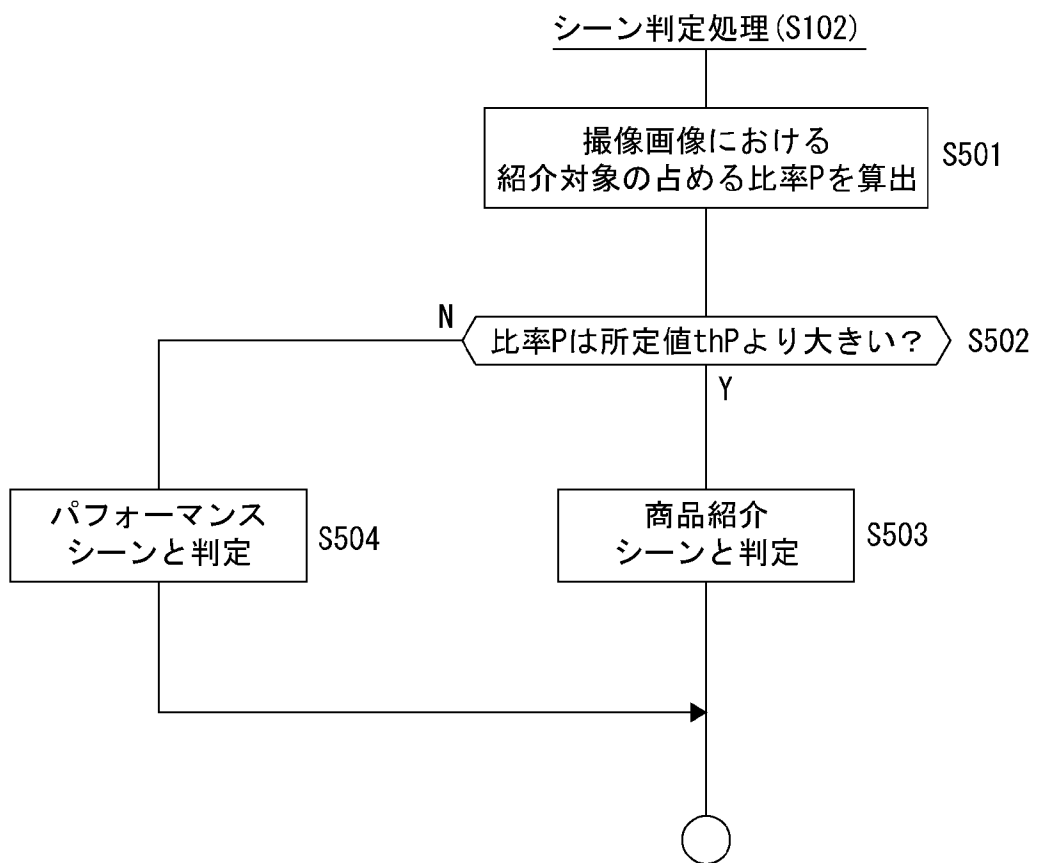 シーン判定処理(S102)
撮像画像における
紹介対象の占める比率Pを算出
S501
N
比率Pは所定値thPより大きい?
S502
Y
パフォーマンス
シーンと判定
S504
商品紹介
シーンと判定
S503